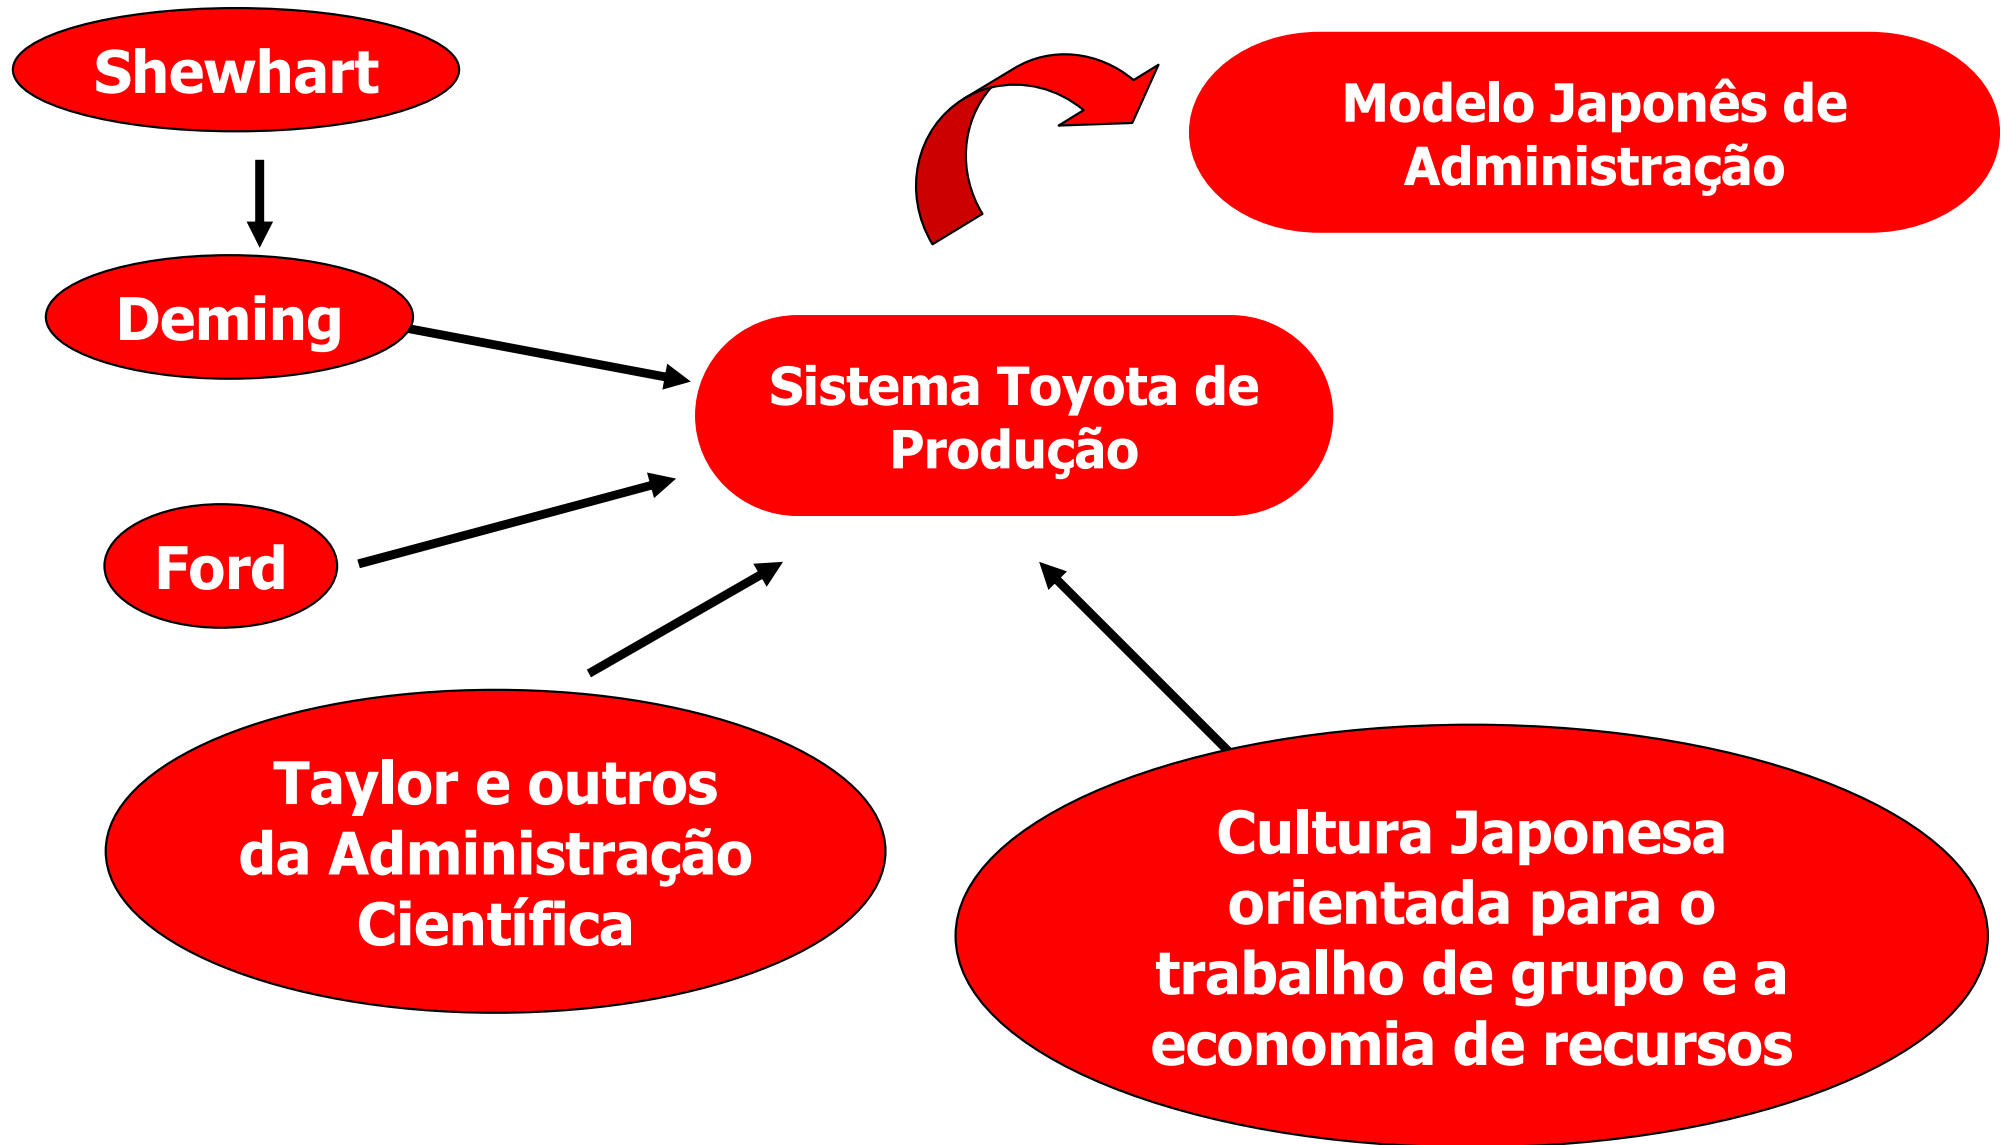 Shewhart
Modelo Japonês de
Administração
Deming
Sistema Toyota de
Produção
Ford
Taylor e outros
da Administração
Científica
Cultura Japonesa
orientada para o
trabalho de grupo e a
economia de recursos